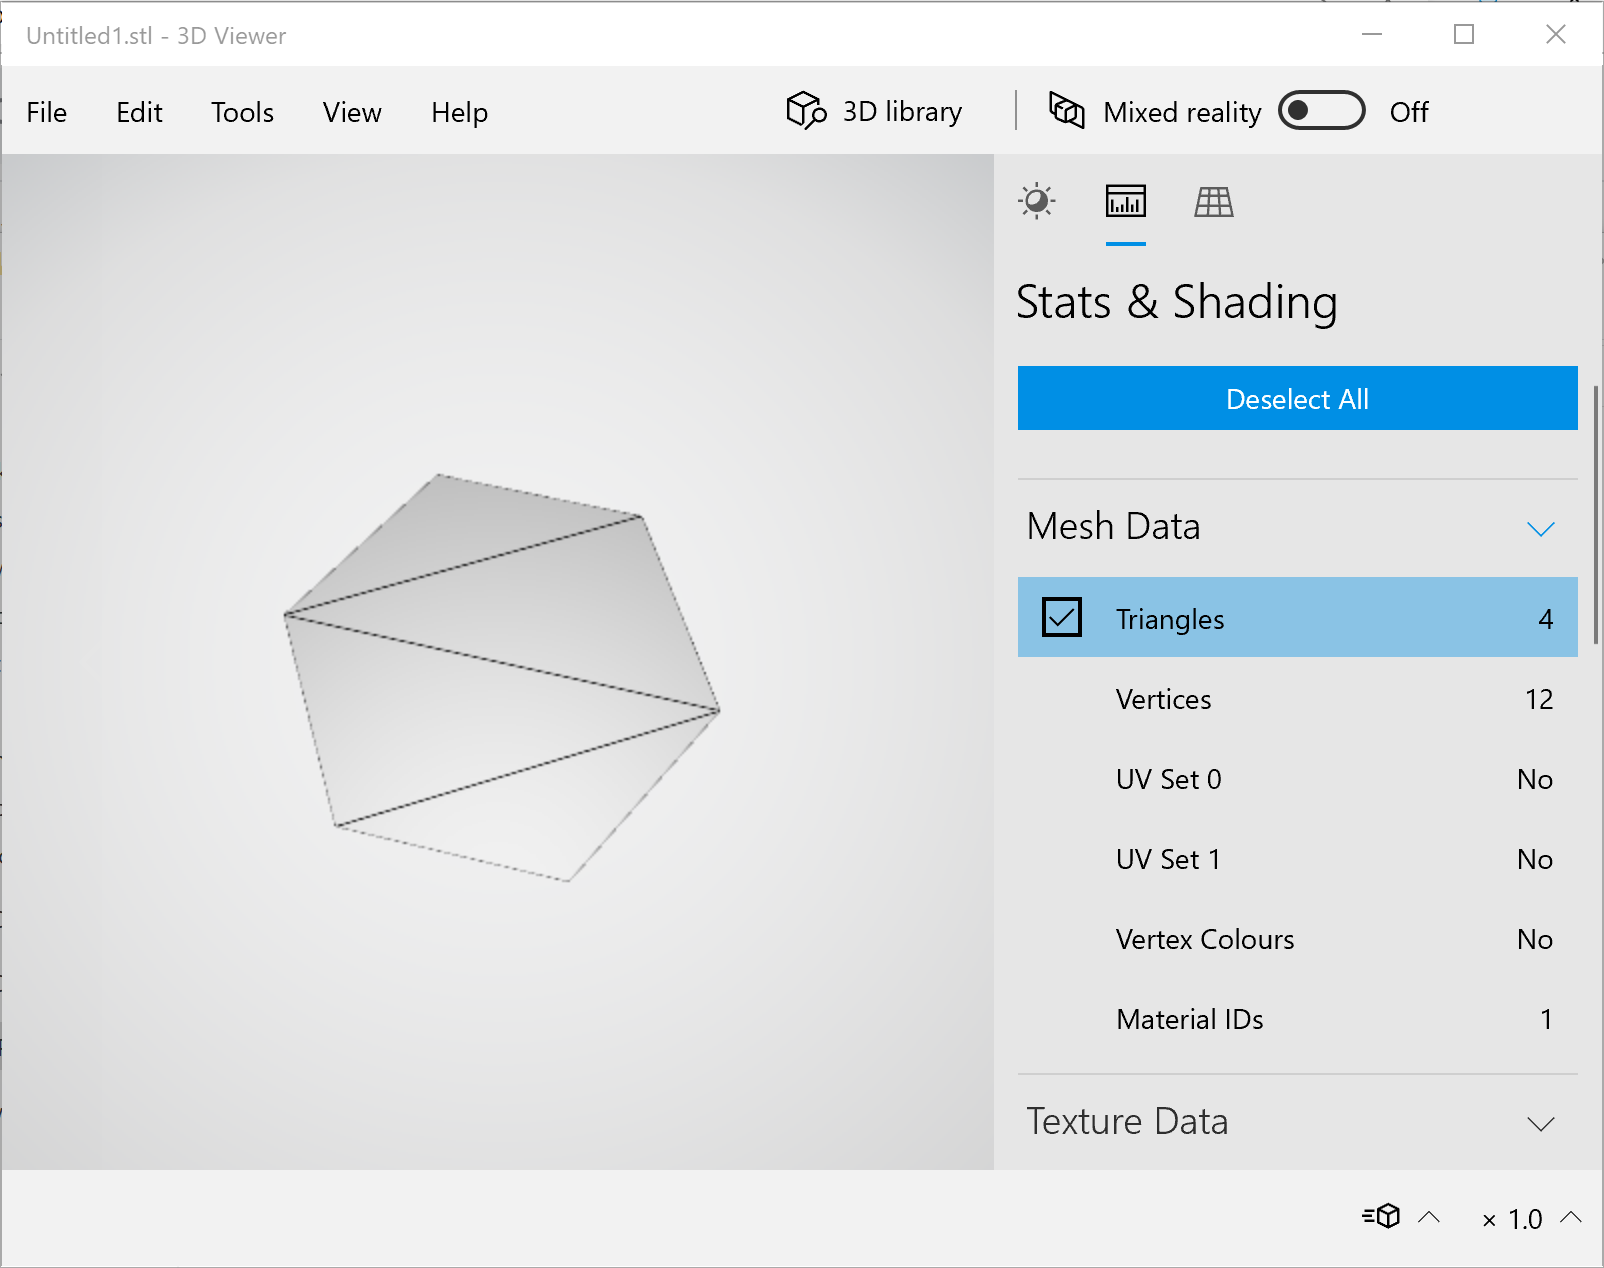 Untitled1.stl - 3D Viewer
File Edit Tools View Help 3D library Mixed reality Off
Stats & Shading
Deselect All
Mesh Data
Triangles 4
Vertices 12
UV Set 0 No
UV Set 1 No
Vertex Colours No
Material IDs 1
Texture Data
× 1.0